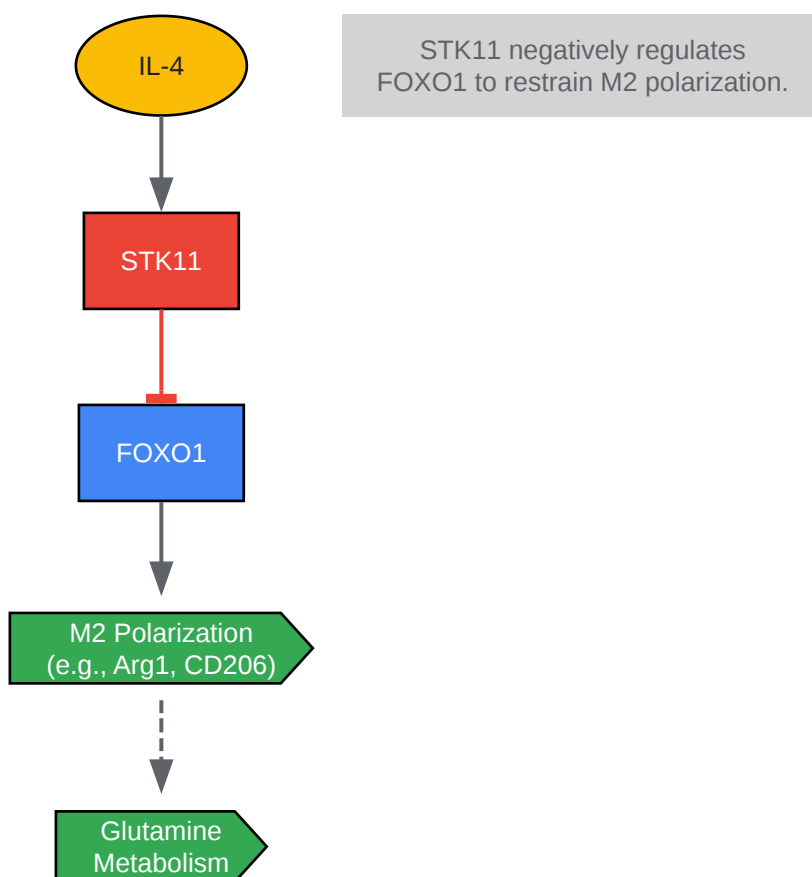 IL-4
STK11 negatively regulates
FOXO1 to restrain M2 polarization.
STK11
FOXO1
M2 Polarization
(e.g., Arg1, CD206)
Glutamine
Metabolism